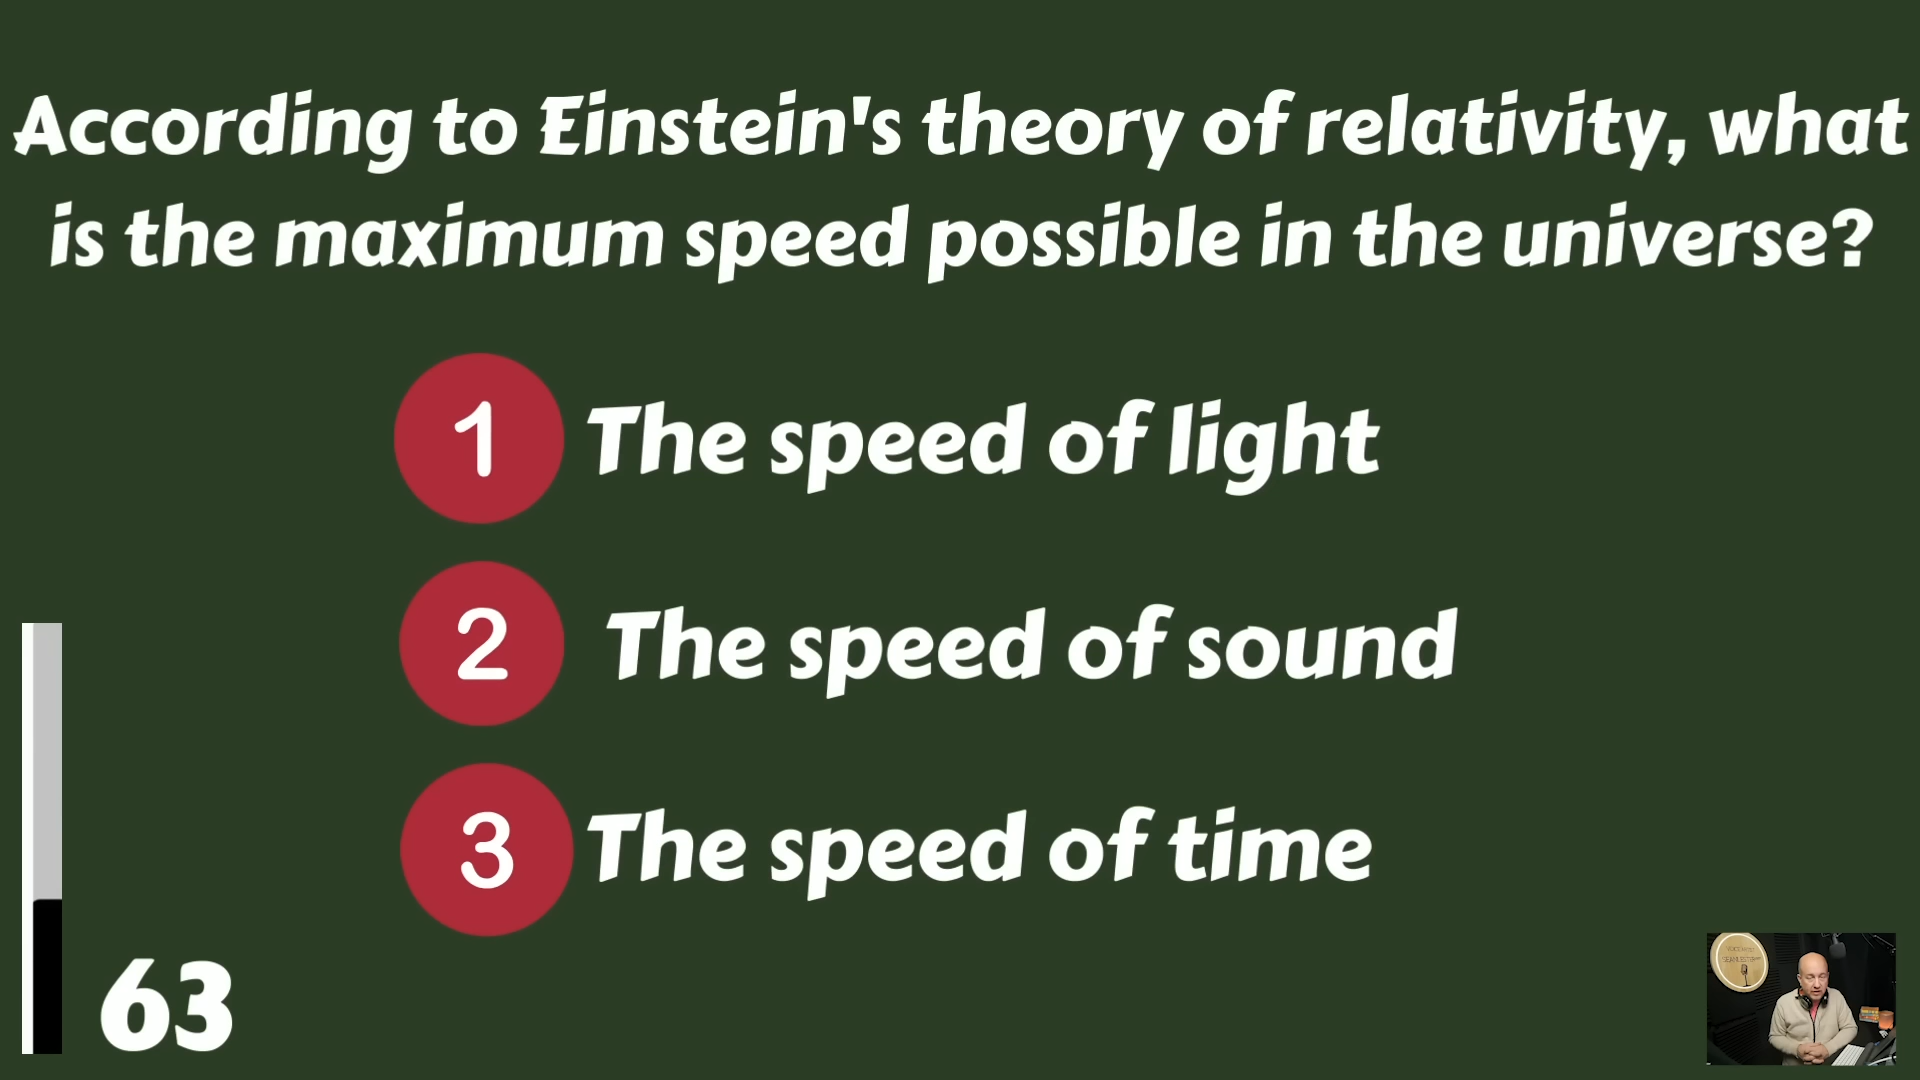 According to Einstein's theory of relativity, what
is the maximum speed possible in the universe?
1 The speed of light
2 The speed of sound
3 The speed of time
63